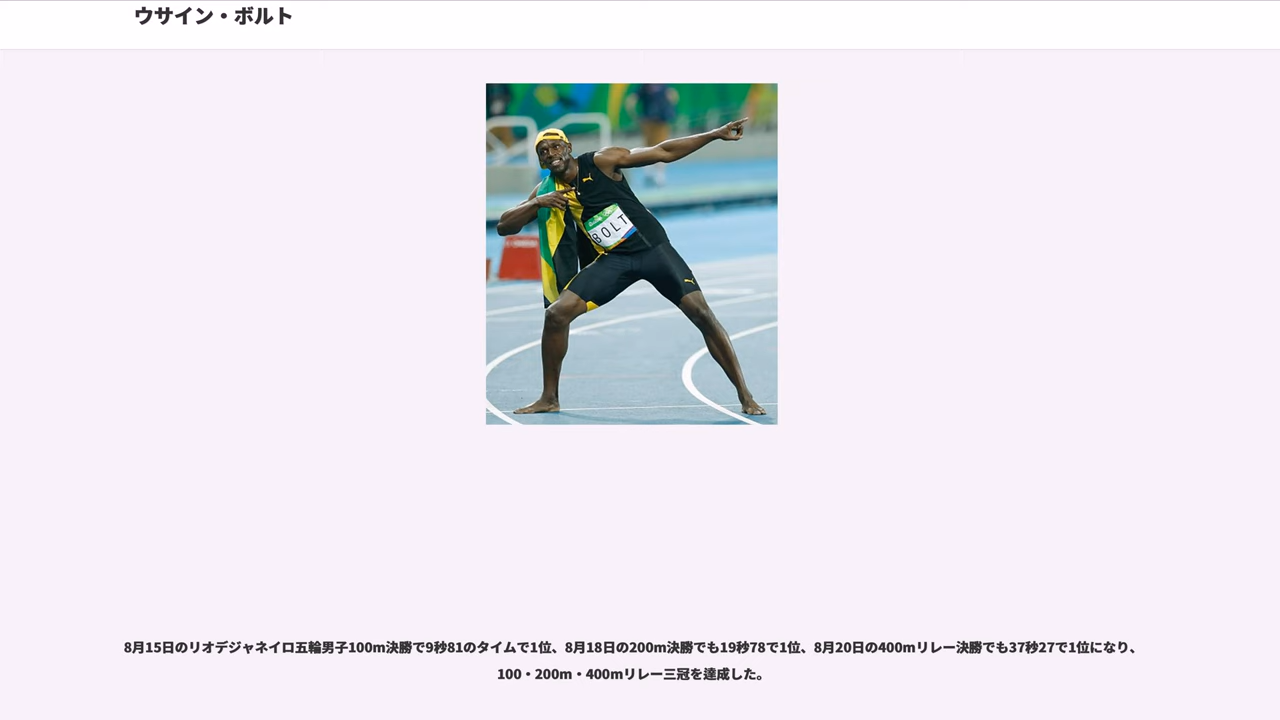 ウサイン・ボルト
BOLT
8月15日のリオデジャネイロ五輪男子100m決勝で9秒81のタイムで1位、8月18日の200m決勝でも19秒78で1位、8月20日の400mリレー決勝でも37秒27で1位になり、
100・200m・400mリレー三冠を達成した。